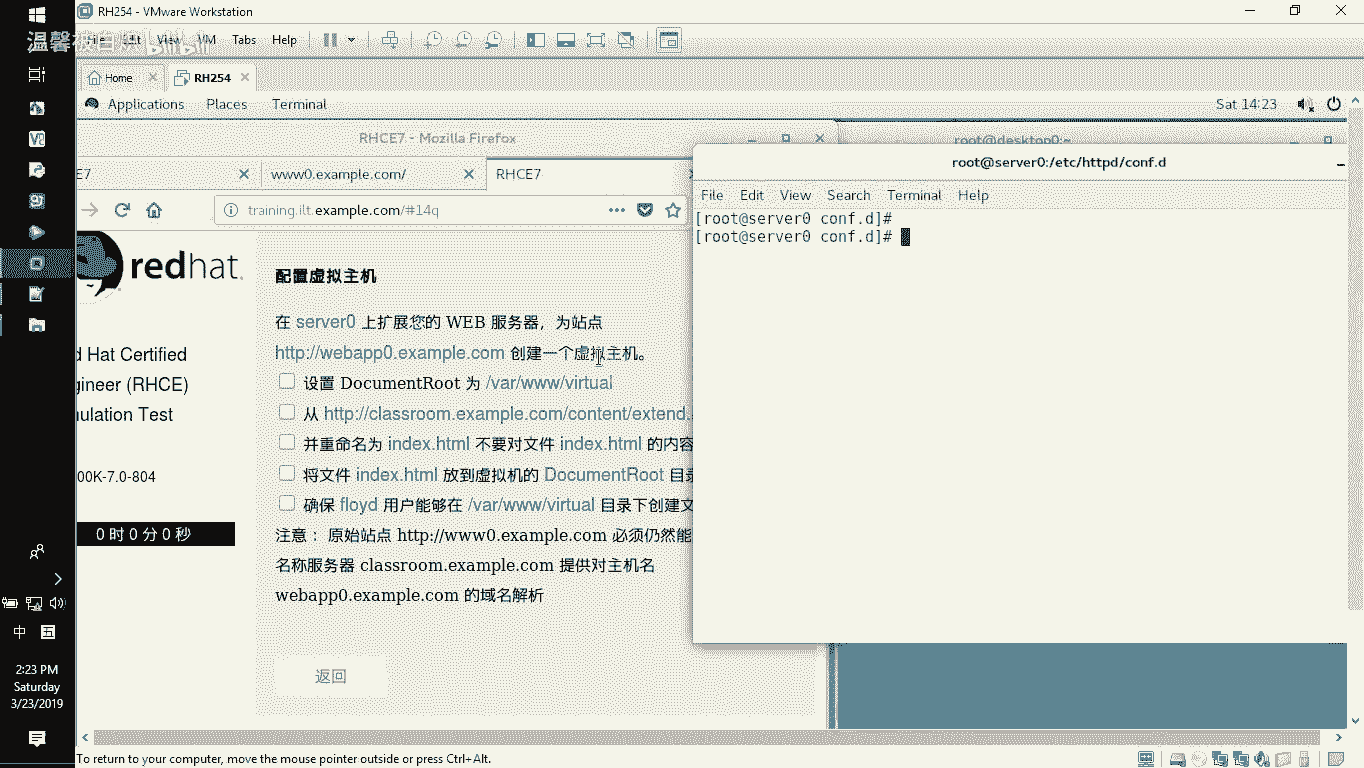 RH254 - VMware Workstation
VM Tabs Help
Home
RH254
Applications Places Terminal
Sat 14:23
RHCE7 - Mozilla Firefox
root@desktop0:~
E7
www0.example.com/
RHCE7
training.ilt.example.com/#14q
root@server0:/etc/httpd/conf.d
File Edit View Search Terminal Help
[root@server0 conf.d]#
[root@server0 conf.d]#
redhat.
d Hat Certified
gineer (RHCE)
nulation Test
00K-7.0-804
0 时 0 分 0 秒
配置虚拟主机
在 server0 上扩展您的 WEB 服务器，为站点
http://webapp0.example.com 创建一个虚拟主机。
设置 DocumentRoot 为 /var/www/virtual
从 http://classroom.example.com/content/extend.
并重命名为 index.html 不要对文件 index.html 的内容
将文件 index.html 放到虚拟机的 DocumentRoot 目录
确保 floyd 用户能够在 /var/www/virtual 目录下创建文
注意： 原始站点 http://www0.example.com 必须仍然能
名称服务器 classroom.example.com 提供对主机名
webapp0.example.com 的域名解析
返回
中 五
2:23 PM
Saturday
3/23/2019
To return to your computer, move the mouse pointer outside or press Ctrl+Alt.